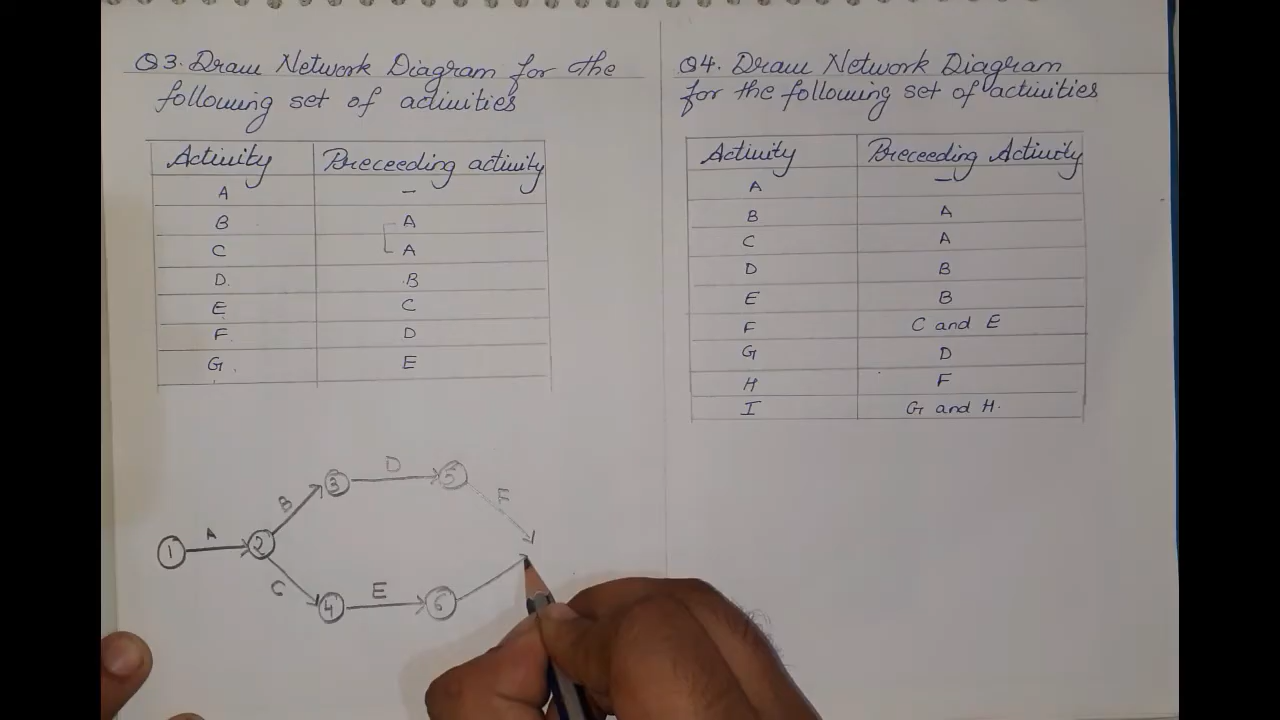 Q3. Draw Network Diagram for the
following set of activities
Activity Preceeding activity
A –
B A
C A
D. B
E C
F D
G E
Q4. Draw Network Diagram
for the following set of activities
Activity Preceeding Activity
A –
B A
C A
D B
E B
F C and E
G D
H F
I G and H.
D
3 5
B F
A
1 2
C E
4 6